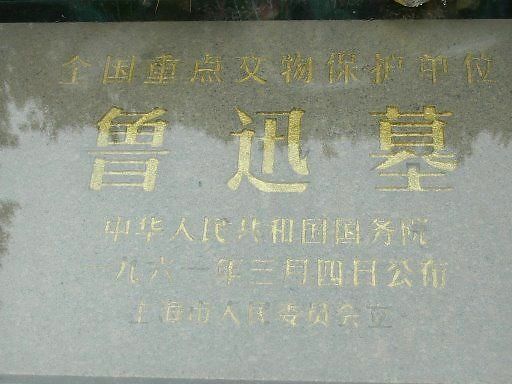 全国重点文物保护单位
鲁迅墓
中华人民共和国国务院
一九六一年三月四日公布
上海市人民委员会立